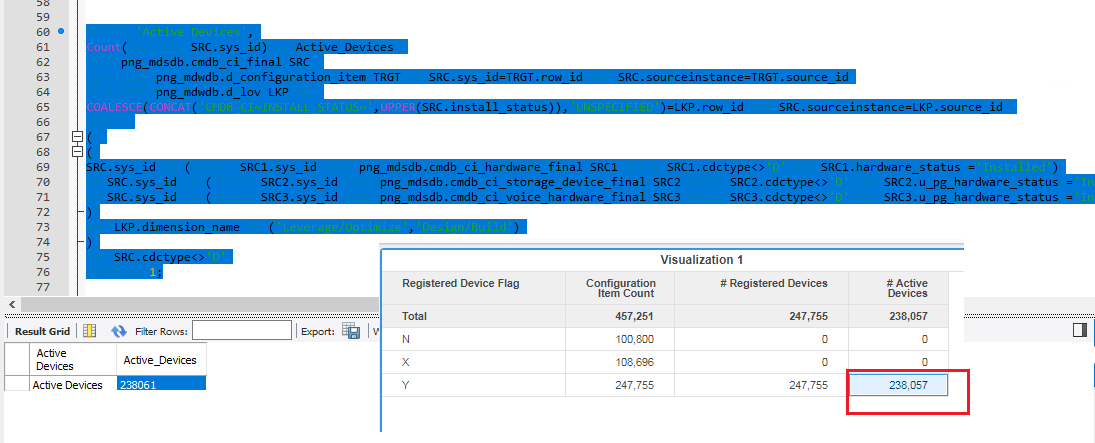 58
59
60 'Active Devices',
61 Count( SRC.sys_id) Active_Devices
62 png_mdsdb.cmdb_ci_final SRC
63 png_mdwdb.d_configuration_item TRGT SRC.sys_id=TRGT.row_id SRC.sourceinstance=TRGT.source_id
64 png_mdwdb.d_lov LKP
65 COALESCE(CONCAT('CMDB_CI~INSTALL_STATUS~',UPPER(SRC.install_status)),'UNSPECIFIED')=LKP.row_id SRC.sourceinstance=LKP.source_id
66
67 (
68 (
69 SRC.sys_id ( SRC1.sys_id png_mdsdb.cmdb_ci_hardware_final SRC1 SRC1.cdctype<>'D' SRC1.hardware_status ='Installed')
70 SRC.sys_id ( SRC2.sys_id png_mdsdb.cmdb_ci_storage_device_final SRC2 SRC2.cdctype<>'D' SRC2.u_pg_hardware_status ='In
71 SRC.sys_id ( SRC3.sys_id png_mdsdb.cmdb_ci_voice_hardware_final SRC3 SRC3.cdctype<>'D' SRC3.u_pg_hardware_status ='Ins
72 )
73 LKP.dimension_name ('Leverage/Optimize','Design/Build')
74 )
75 SRC.cdctype<>'D'
76 1;
77
Result Grid Filter Rows: Export:
Active Devices Active_Devices
Active Devices 238061
Visualization 1
Registered Device Flag Configuration Item Count # Registered Devices # Active Devices
Total 457,251 247,755 238,057
N 100,800 0 0
X 108,696 0 0
Y 247,755 247,755 238,057